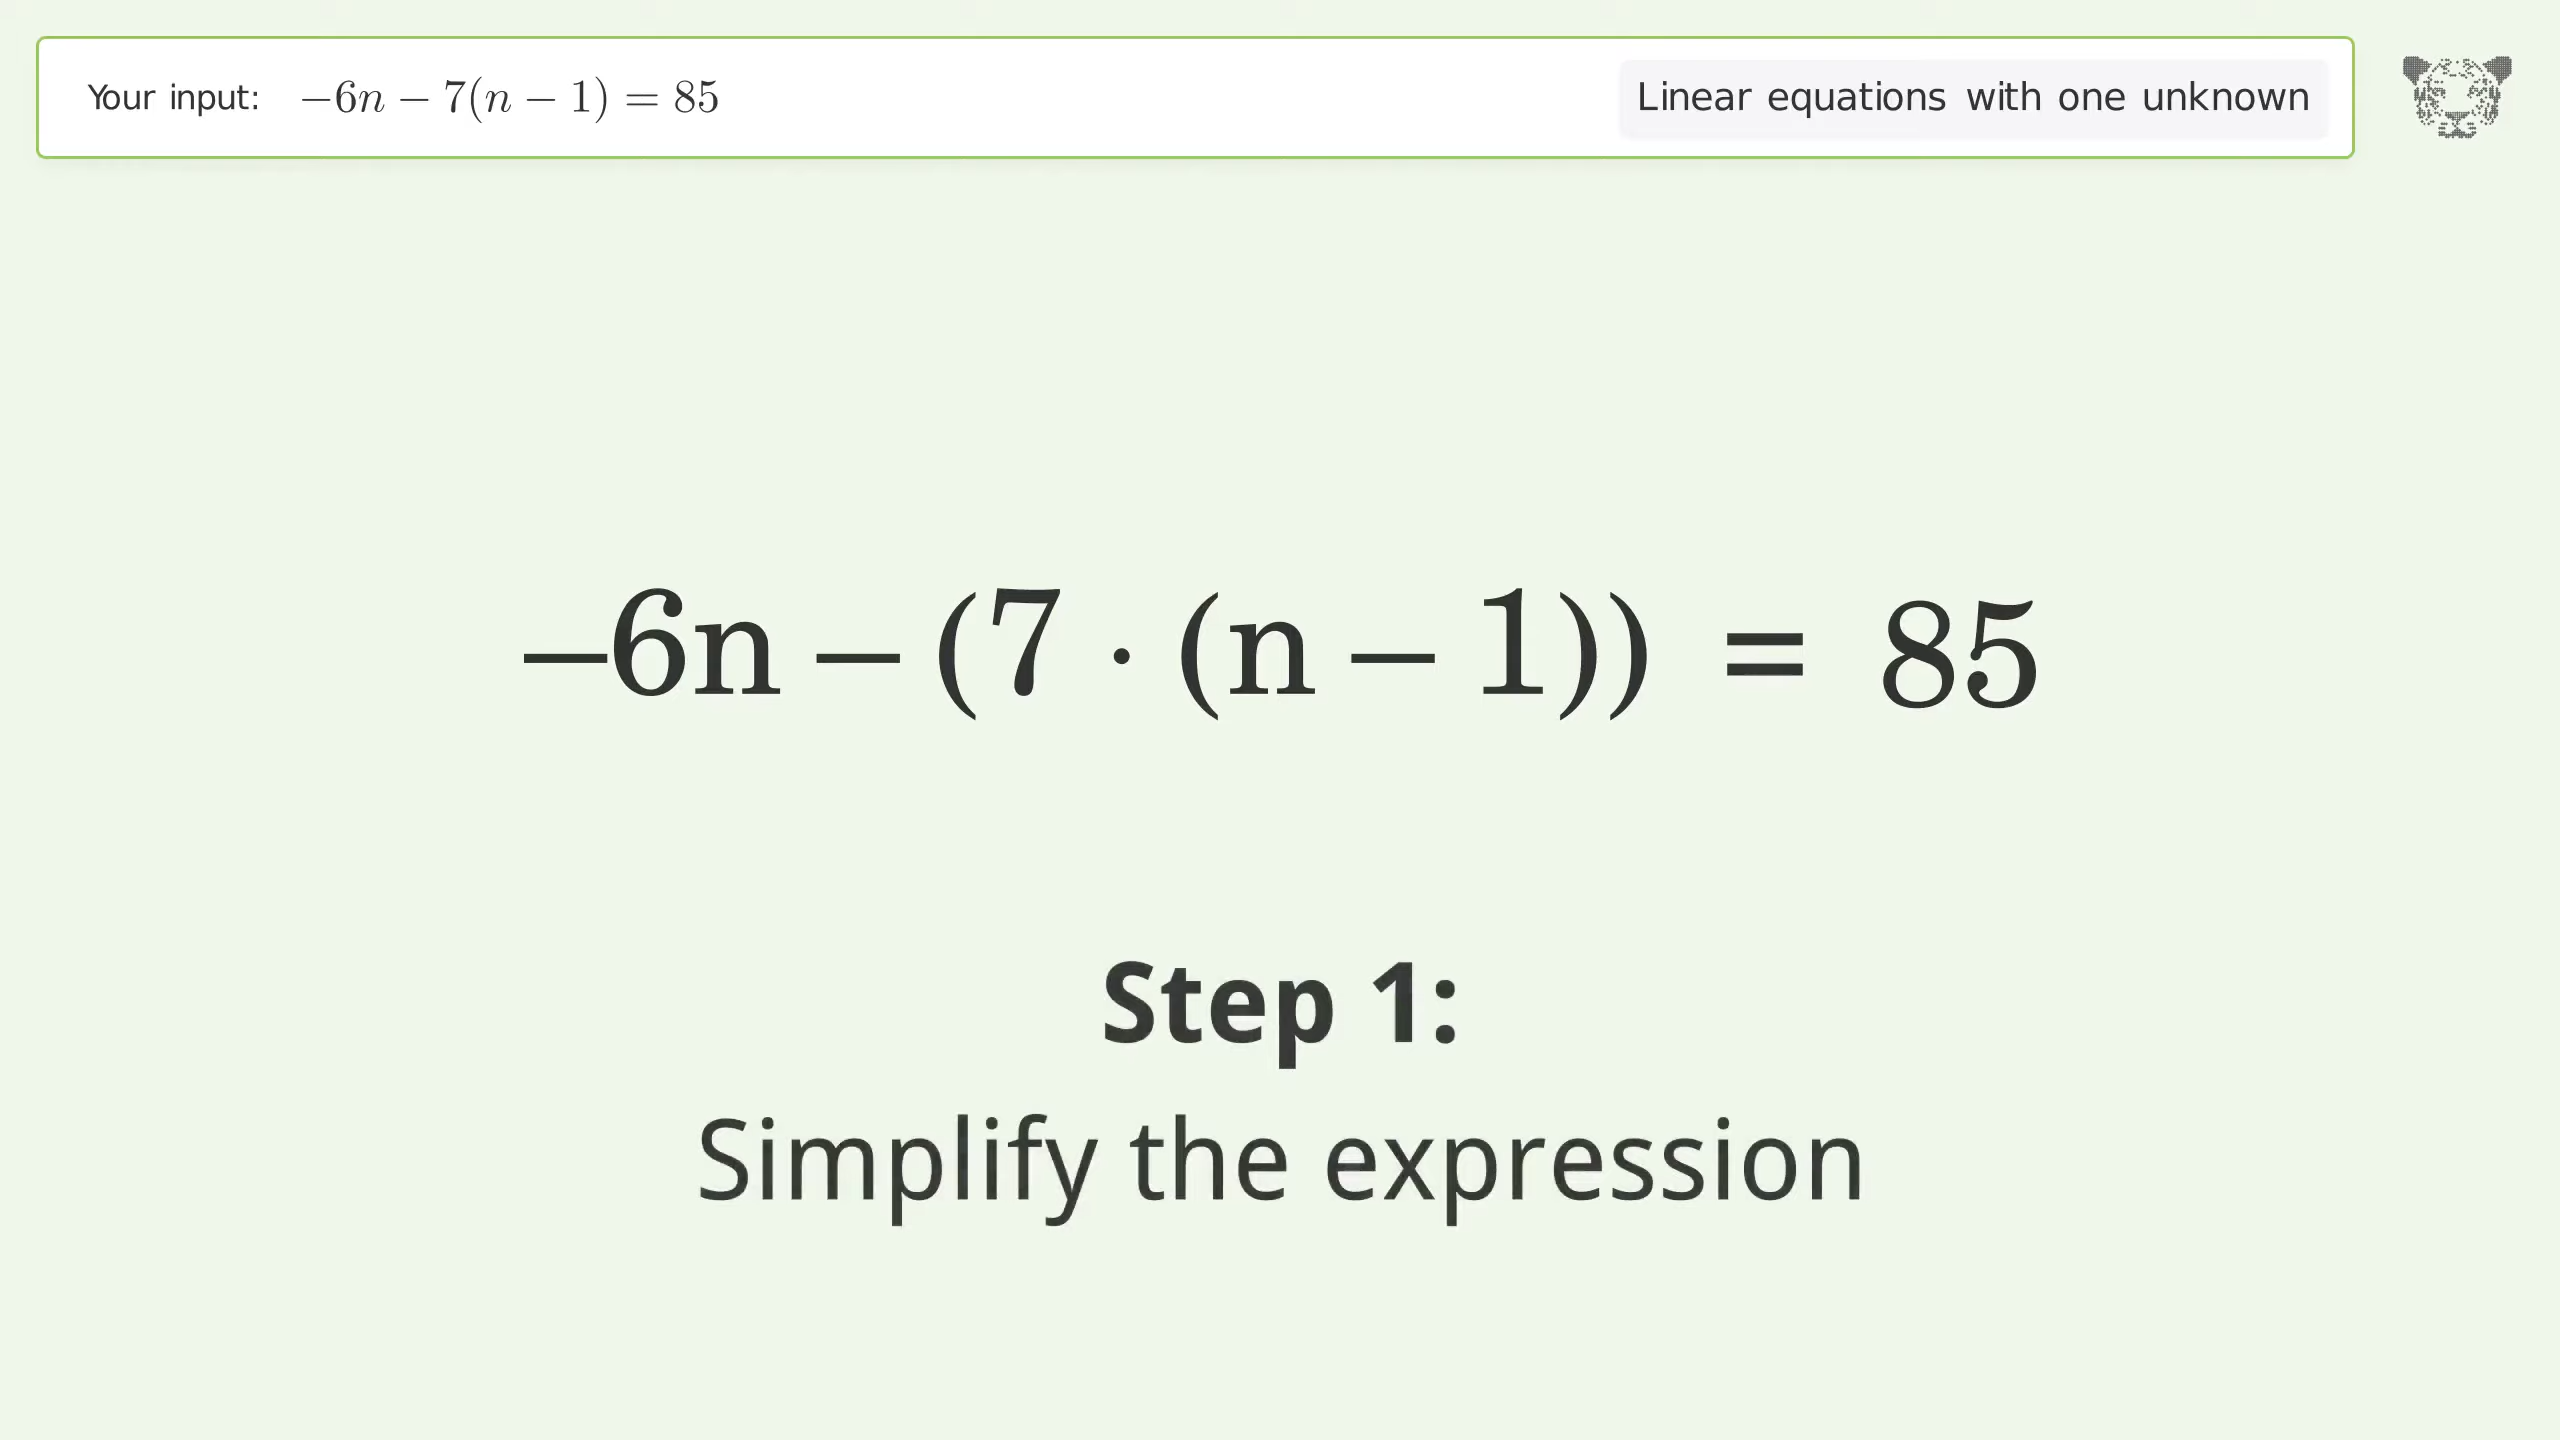 Your input: −6n − 7(n − 1) = 85
Linear equations with one unknown
−6n − (7 · (n − 1)) = 85
Step 1:
Simplify the expression